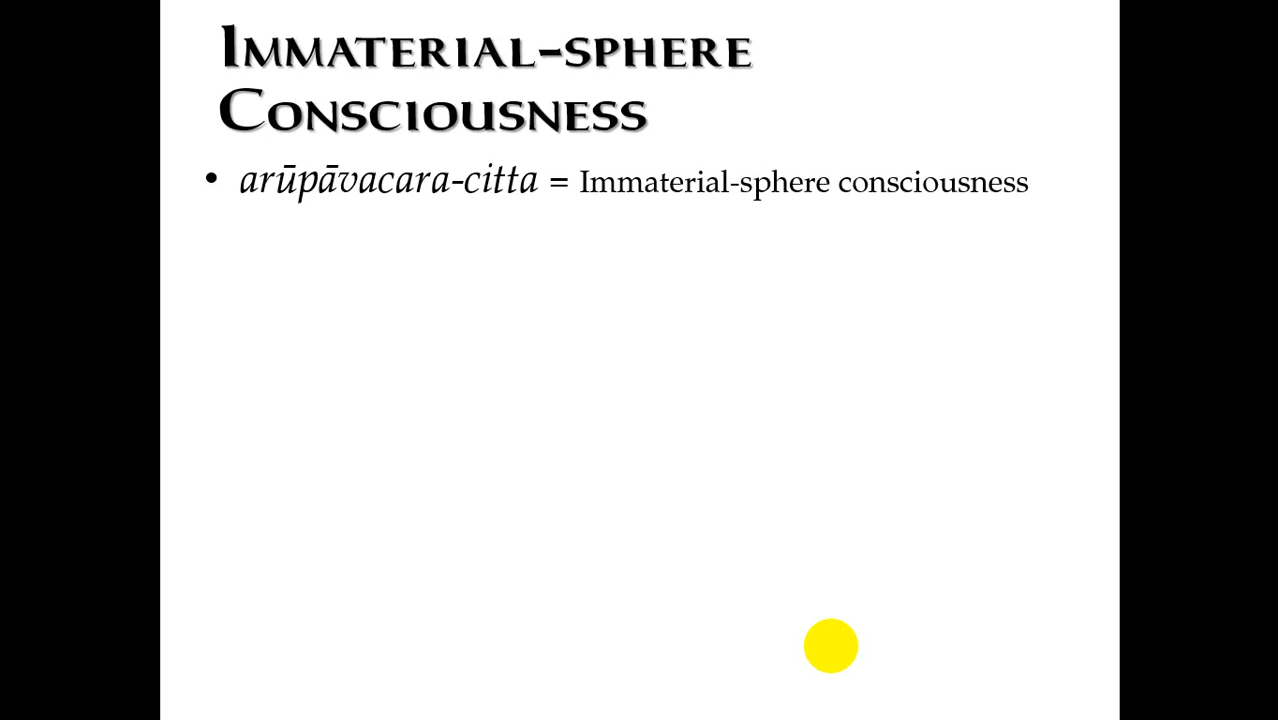 Immaterial-sphere
Consciousness
• arūpāvacara-citta = Immaterial-sphere consciousness